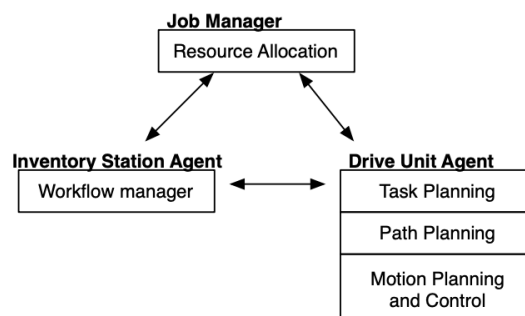 Job Manager
Resource Allocation
Inventory Station Agent
Workflow manager
Drive Unit Agent
Task Planning
Path Planning
Motion Planning
and Control